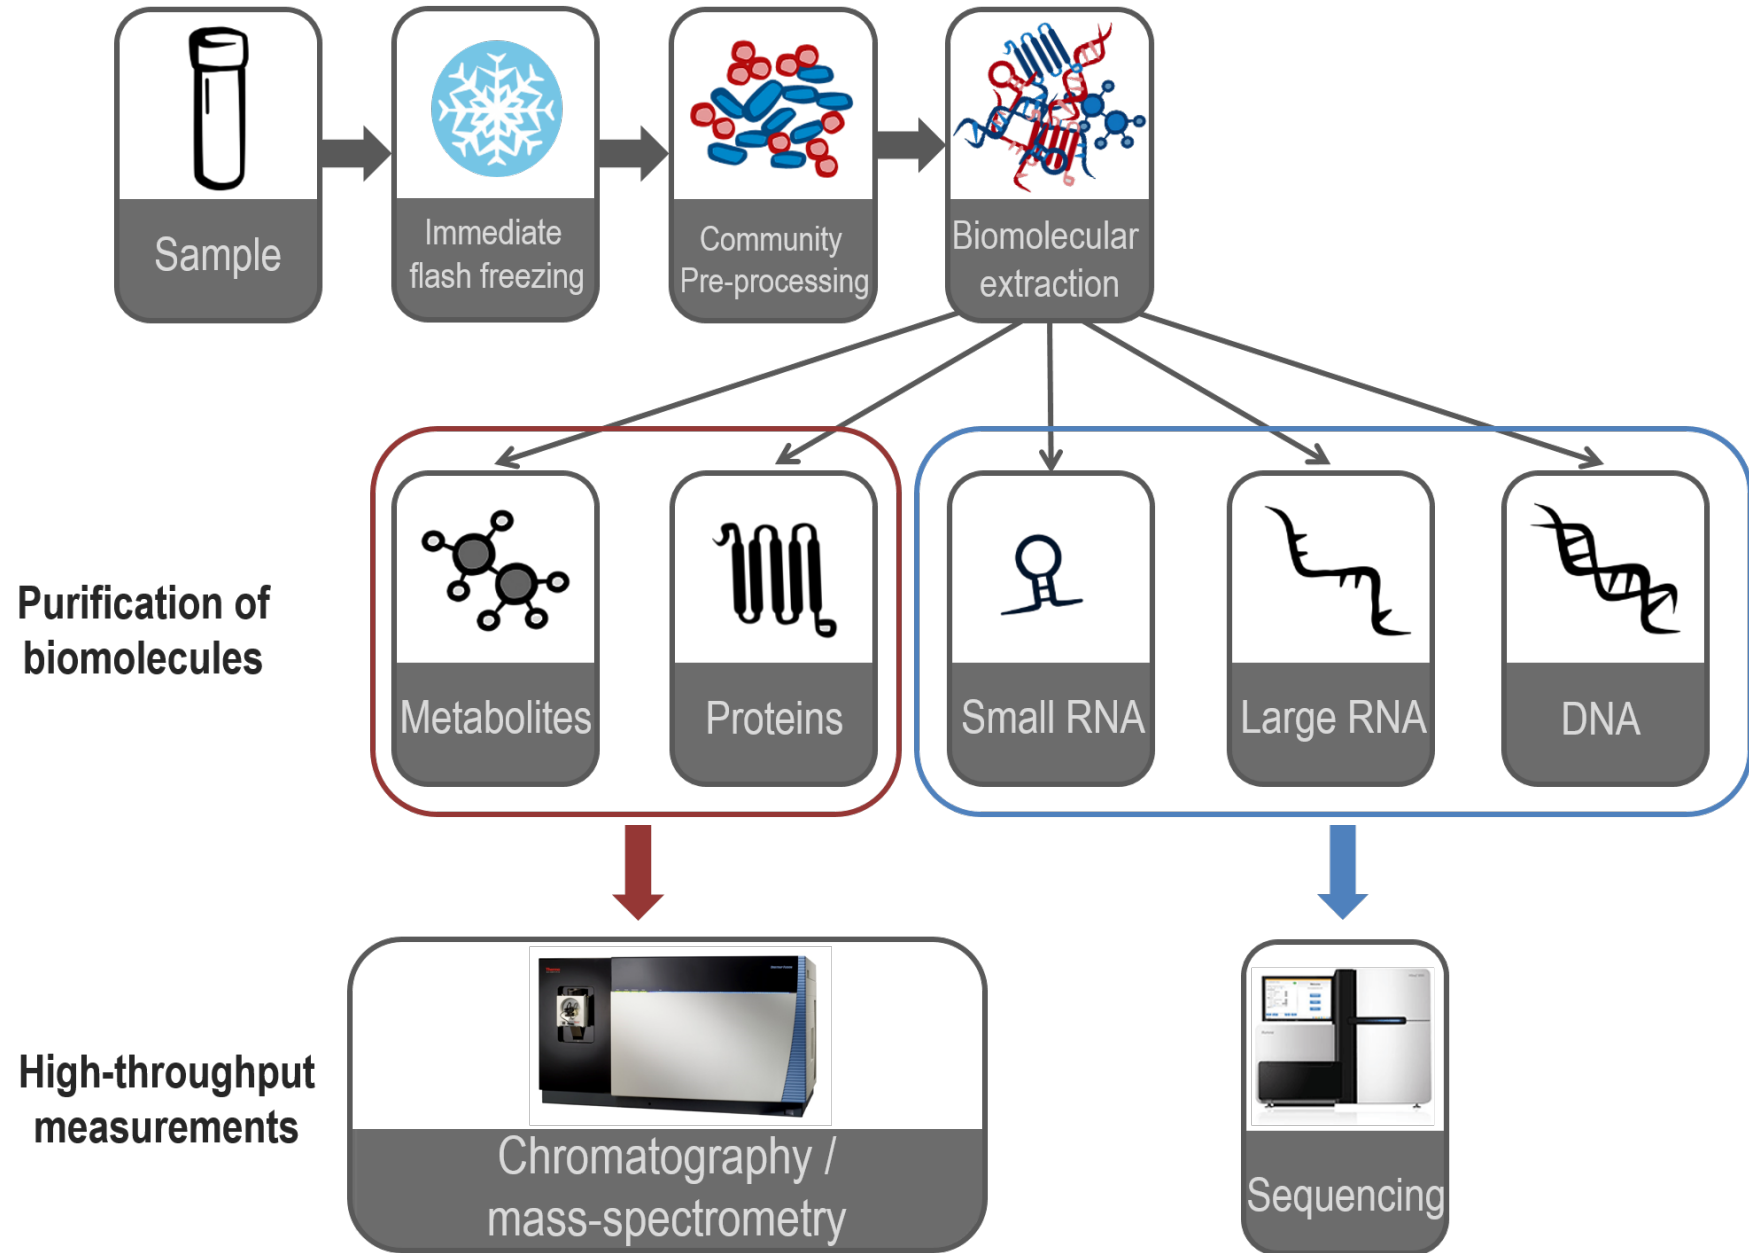 Sample
Immediate
flash freezing
Community
Pre-processing
Biomolecular
extraction
Purification of
biomolecules
Metabolites
Proteins
Small RNA
Large RNA
DNA
High-throughput
measurements
Chromatography /
mass-spectrometry
Sequencing